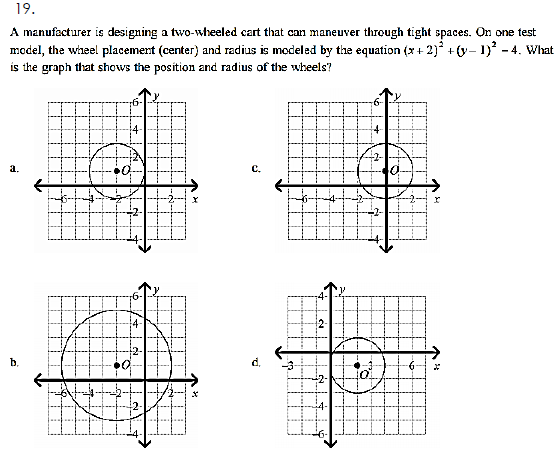 19.
A manufacturer is designing a two-wheeled cart that can maneuver through tight spaces. On one test
model, the wheel placement (center) and radius is modeled by the equation (x + 2)² + (y – 1)² – 4. What
is the graph that shows the position and radius of the wheels?
a.
y
6
4
2
O
–6 –4 –2 2 x
–2
–4
c.
y
6
4
2
O
–6 –4 –2 2 x
–2
–4
b.
y
6
4
2
O
–6 –4 –2 2 x
–2
–4
d.
y
4
2
–3 3 6 x
O
–2
–4
–6